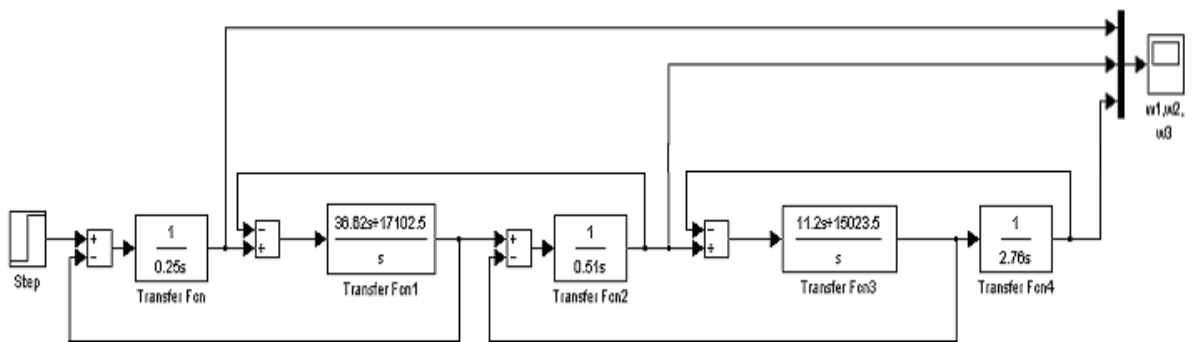 w1,w2,
w3
Step
+
−
1
0.25s
Transfer Fcn
−
+
36.62s+17102.5
s
Transfer Fcn1
+
−
1
0.51s
Transfer Fcn2
−
+
11.2s+15023.5
s
Transfer Fcn3
1
2.76s
Transfer Fcn4